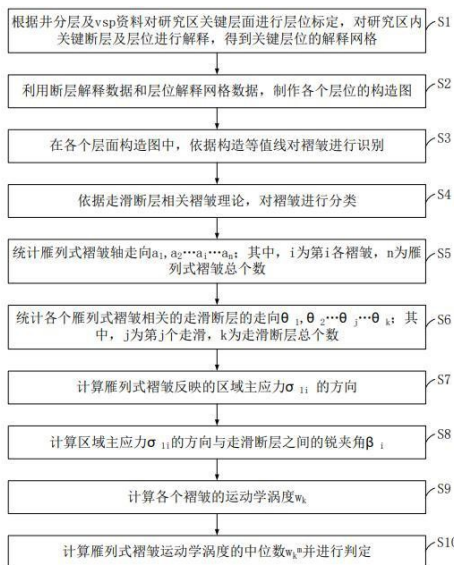 根据井分层及vsp资料对研究区关键层面进行层位标定，对研究区内
关键断层及层位进行解释，得到关键层位的解释网格
S1
利用断层解释数据和层位解释网格数据，制作各个层位的构造图
S2
在各个层面构造图中，依据构造等值线对褶皱进行识别
S3
依据走滑断层相关褶皱理论，对褶皱进行分类
S4
统计雁列式褶皱轴走向a₁,a₂…aᵢ…aₙ；其中，i为第i各褶皱，n为雁
列式褶皱总个数
S5
统计各个雁列式褶皱相关的走滑断层的走向θ₁,θ₂…θⱼ…θₖ；其
中，j为第j个走滑，k为走滑断层总个数
S6
计算雁列式褶皱反映的区域主应力σ₁ᵢ 的方向
S7
计算区域主应力σ₁ᵢ的方向与走滑断层之间的锐夹角βᵢ
S8
计算各个褶皱的运动学涡度wₖ
S9
计算雁列式褶皱运动学涡度的中位数wₖᵐ并进行判定
S10